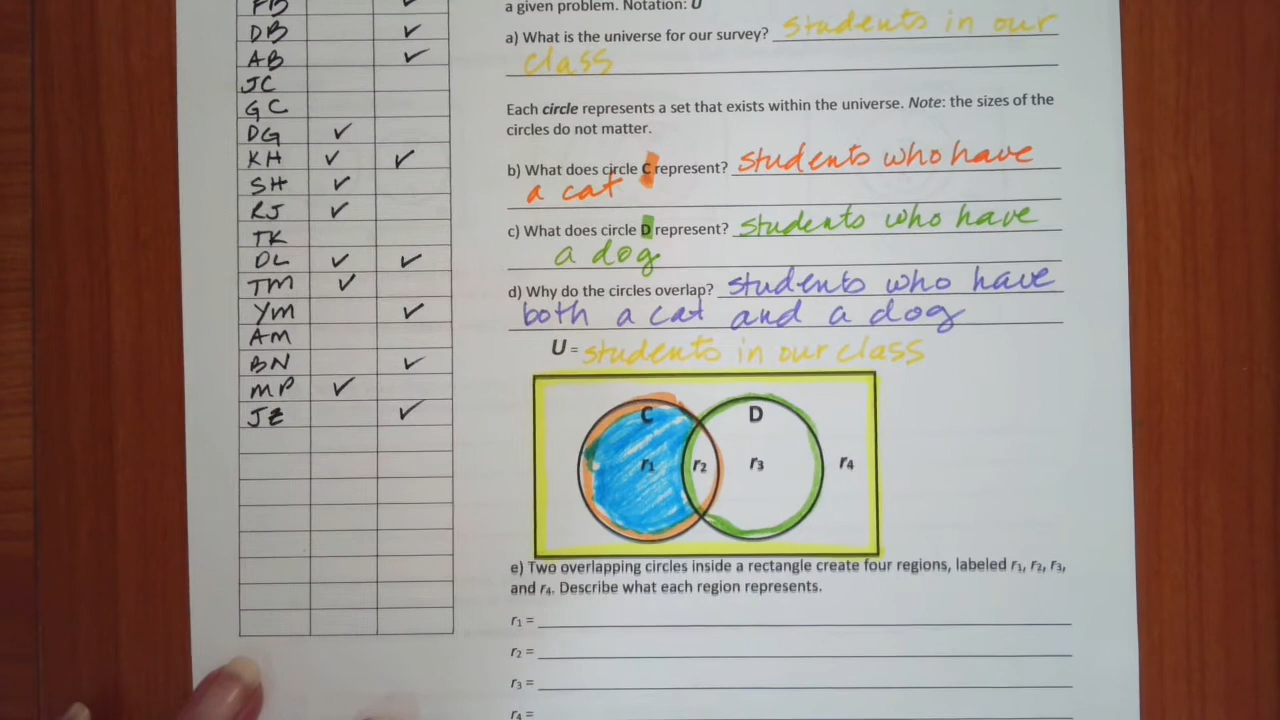 a given problem. Notation: U
DB ✓
a) What is the universe for our survey? students in our
AB ✓
class
JC
GC
Each circle represents a set that exists within the universe. Note: the sizes of the
circles do not matter.
DG ✓
KH ✓ ✓
b) What does circle C represent? students who have
SH ✓
a cat
RJ ✓
c) What does circle D represent? students who have
TK
DL ✓ ✓
a dog
TM ✓
d) Why do the circles overlap? students who have
YM ✓
both a cat and a dog
AM
U = students in our class
BN ✓
MP ✓
JZ ✓
C D
r1 r2 r3 r4
e) Two overlapping circles inside a rectangle create four regions, labeled r1, r2, r3,
and r4. Describe what each region represents.
r1 =
r2 =
r3 =
r4 =